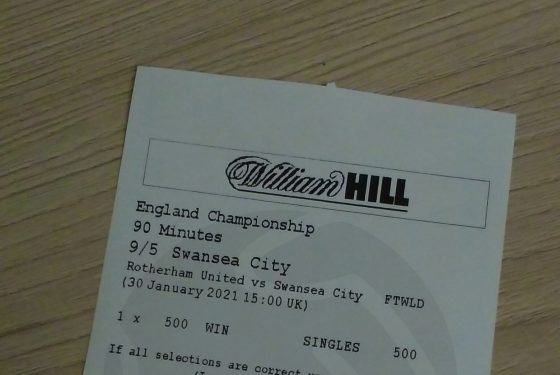 William HILL
England Championship
90 Minutes
9/5 Swansea City
Rotherham United vs Swansea City FTWLD
(30 January 2021 15:00 UK)
1 x 500 WIN SINGLES 500
If all selections are correct